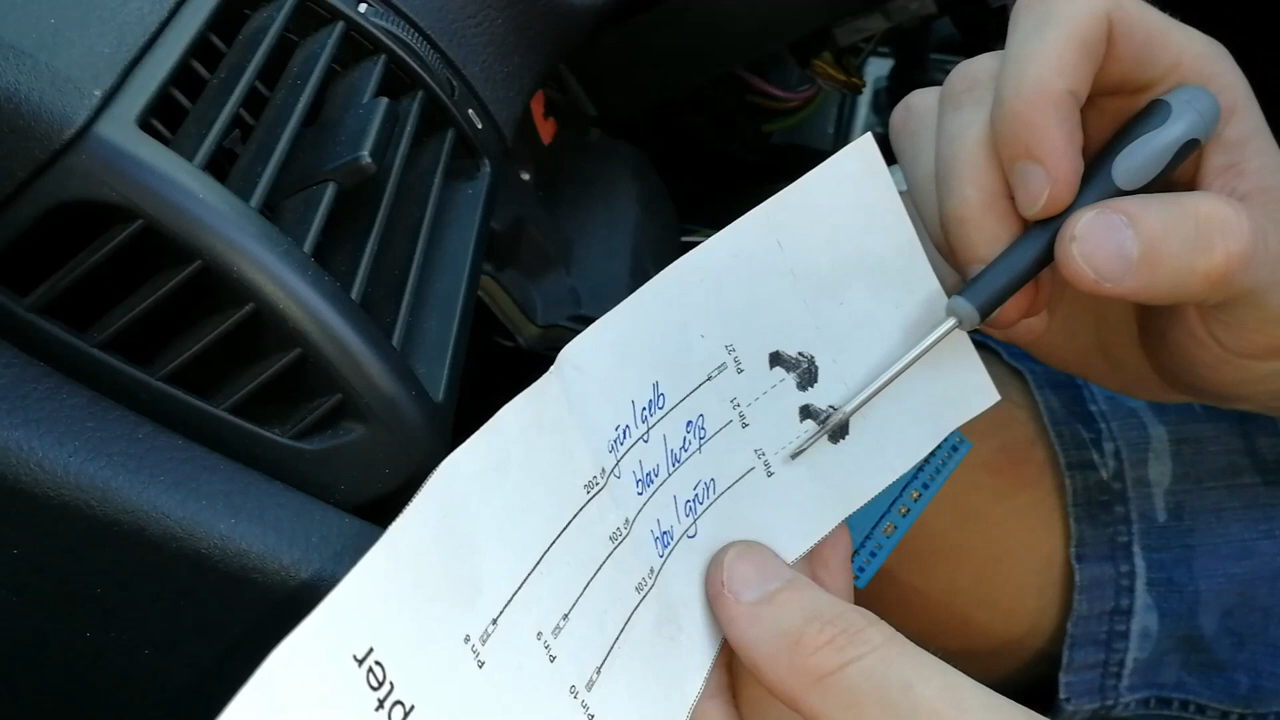 Pin 8 202 cm grün/gelb Pin 27
Pin 9 103 cm blau/weiß Pin 21
Pin 10 103 cm blau/grün Pin 27
pter